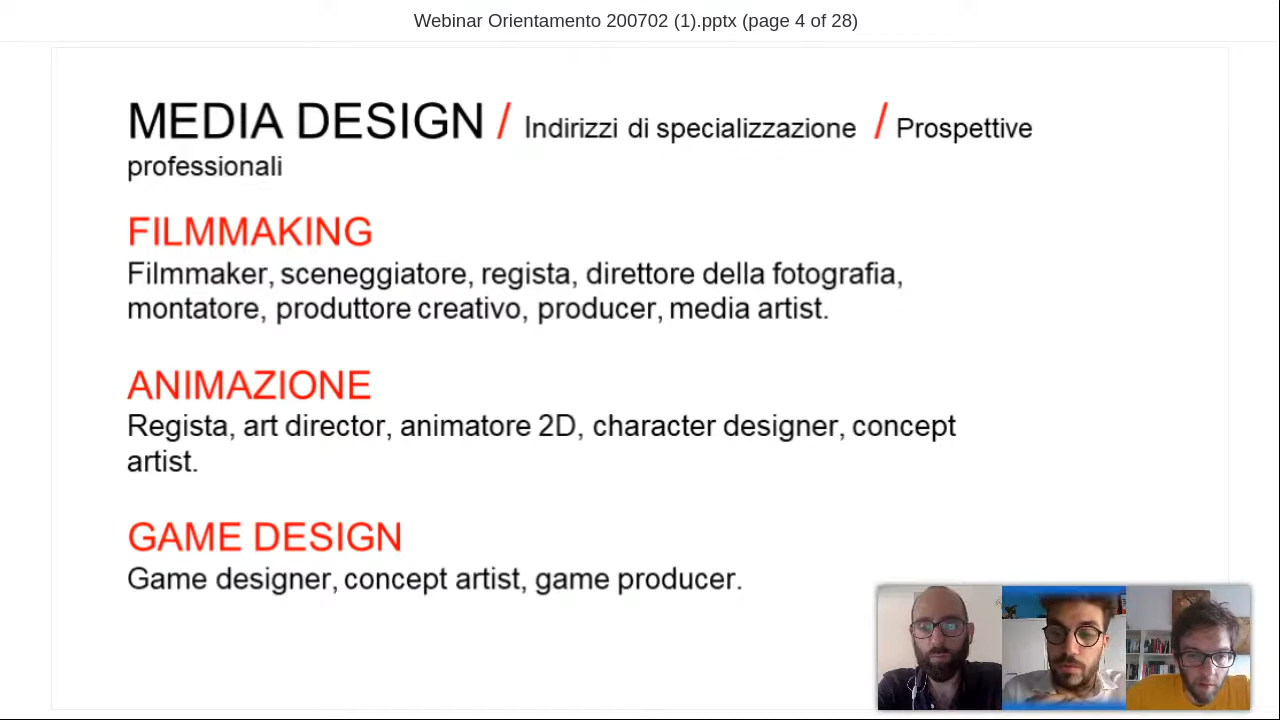 Webinar Orientamento 200702 (1).pptx (page 4 of 28)
MEDIA DESIGN / Indirizzi di specializzazione / Prospettive
professionali
FILMMAKING
Filmmaker, sceneggiatore, regista, direttore della fotografia,
montatore, produttore creativo, producer, media artist.
ANIMAZIONE
Regista, art director, animatore 2D, character designer, concept
artist.
GAME DESIGN
Game designer, concept artist, game producer.